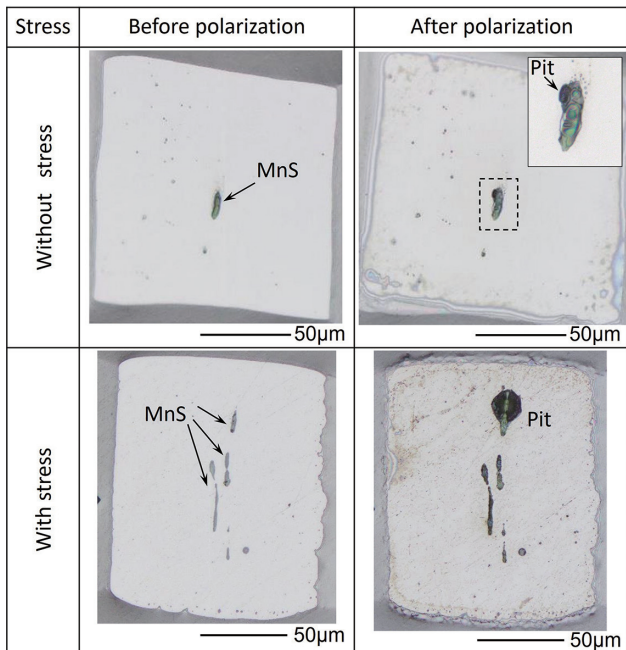 Stress
Before polarization
After polarization
Without stress
MnS
Pit
50μm
50μm
With stress
MnS
Pit
50μm
50μm